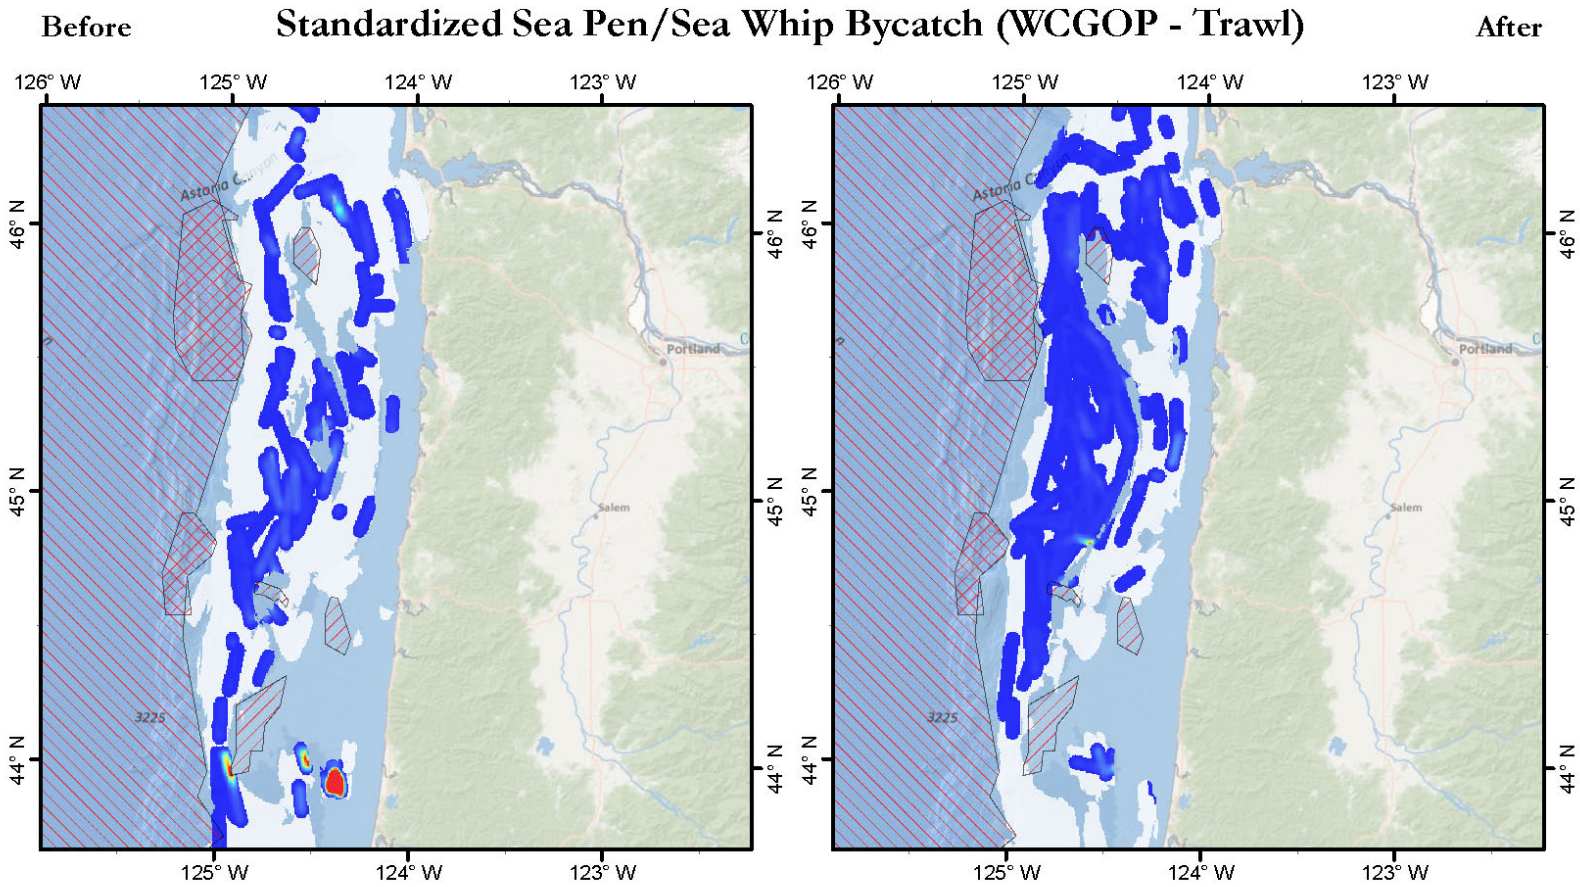 Before Standardized Sea Pen/Sea Whip Bycatch (WCGOP - Trawl) After
126° W 125° W 124° W 123° W
126° W 125° W 124° W 123° W
Astoria Canyon
Astoria Canyon
46° N 46° N 46° N 46° N
Portland
Portland
45° N 45° N 45° N 45° N
Salem
Salem
3225
3225
44° N 44° N 44° N 44° N
125° W 124° W 123° W
125° W 124° W 123° W